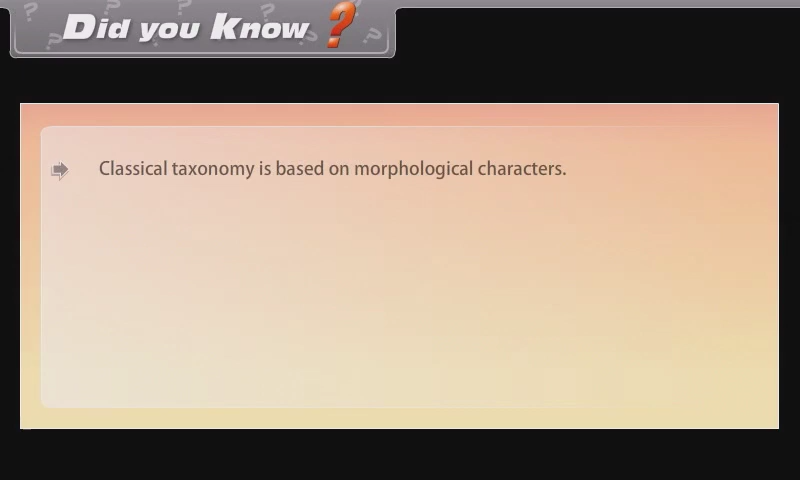 Did you Know ?
Classical taxonomy is based on morphological characters.